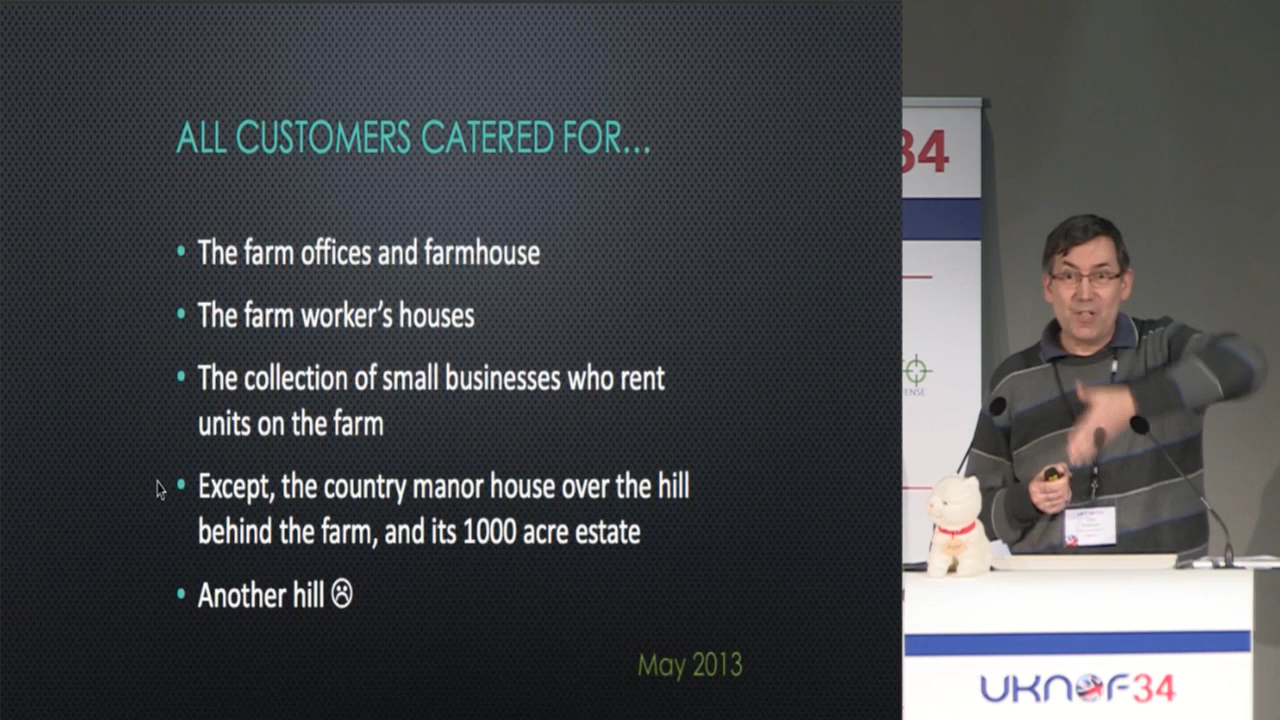 ALL CUSTOMERS CATERED FOR...
• The farm offices and farmhouse
• The farm worker's houses
• The collection of small businesses who rent
units on the farm
• Except, the country manor house over the hill
behind the farm, and its 1000 acre estate
• Another hill ☹
May 2013
34
ENSE
UKNOF34